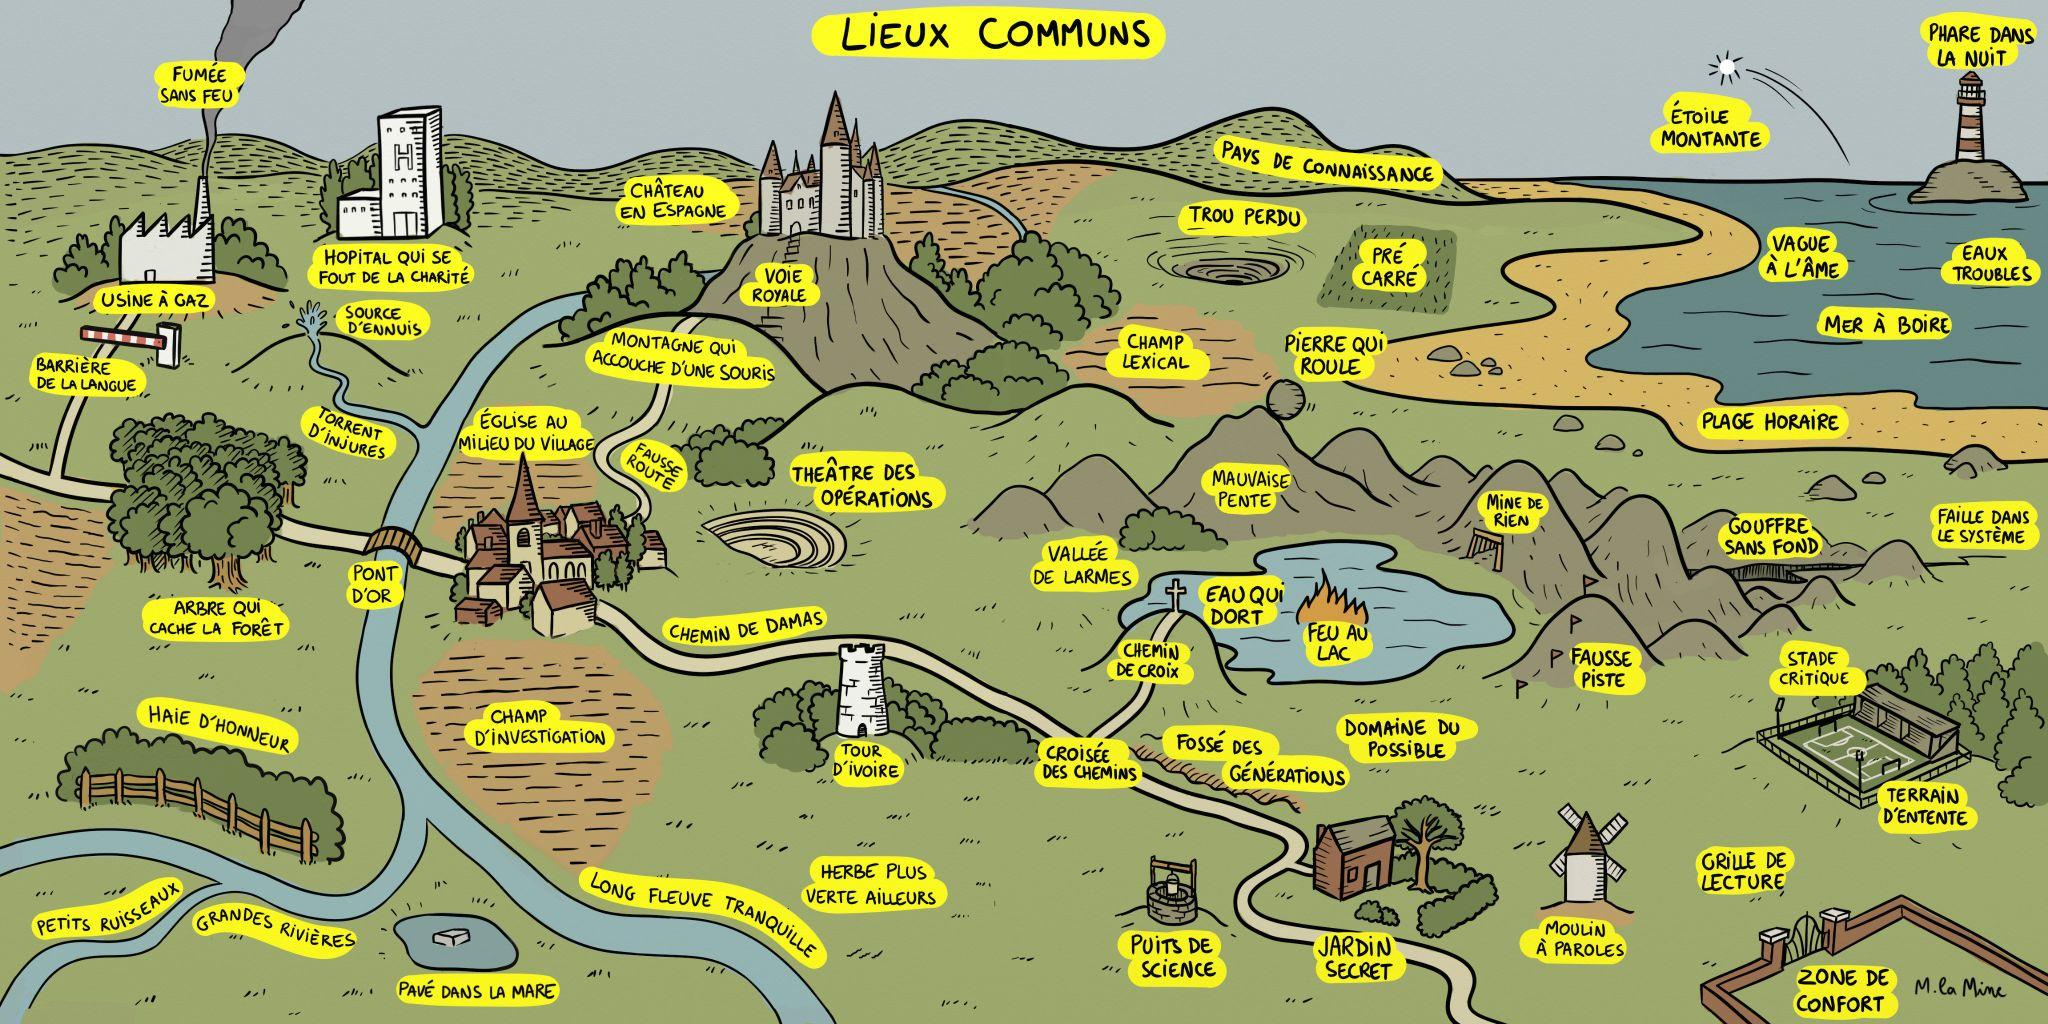 LIEUX COMMUNS
PHARE DANS
LA NUIT
FUMÉE
SANS FEU
ÉTOILE
MONTANTE
PAYS DE CONNAISSANCE
CHÂTEAU
EN ESPAGNE
TROU PERDU
HOPITAL QUI SE
FOUT DE LA CHARITÉ
H
VOIE
ROYALE
PRÉ
CARRÉ
VAGUE
À L'ÂME
EAUX
TROUBLES
USINE À GAZ
SOURCE
D'ENNUIS
MER À BOIRE
BARRIÈRE
DE LA LANGUE
MONTAGNE QUI
ACCOUCHE D'UNE SOURIS
CHAMP
LEXICAL
PIERRE QUI
ROULE
TORRENT
D'INJURES
ÉGLISE AU
MILIEU DU VILLAGE
FAUSSE
ROUTE
PLAGE HORAIRE
THEÂTRE DES
OPÉRATIONS
MAUVAISE
PENTE
MINE DE
RIEN
GOUFFRE
SANS FOND
FAILLE DANS
LE SYSTÈME
PONT
D'OR
VALLÉE
DE LARMES
EAU QUI
DORT
FEU AU
LAC
ARBRE QUI
CACHE LA FORÊT
CHEMIN DE DAMAS
CHEMIN
DE CROIX
FAUSSE
PISTE
STADE
CRITIQUE
HAIE D'HONNEUR
CHAMP
D'INVESTIGATION
TOUR
D'IVOIRE
CROISÉE
DES CHEMINS
FOSSÉ DES
GÉNÉRATIONS
DOMAINE DU
POSSIBLE
TERRAIN
D'ENTENTE
HERBE PLUS
VERTE AILLEURS
GRILLE DE
LECTURE
PETITS RUISSEAUX
GRANDES RIVIÈRES
LONG FLEUVE TRANQUILLE
PUITS DE
SCIENCE
JARDIN
SECRET
MOULIN
À PAROLES
PAVÉ DANS LA MARE
ZONE DE
CONFORT
M. la Mine